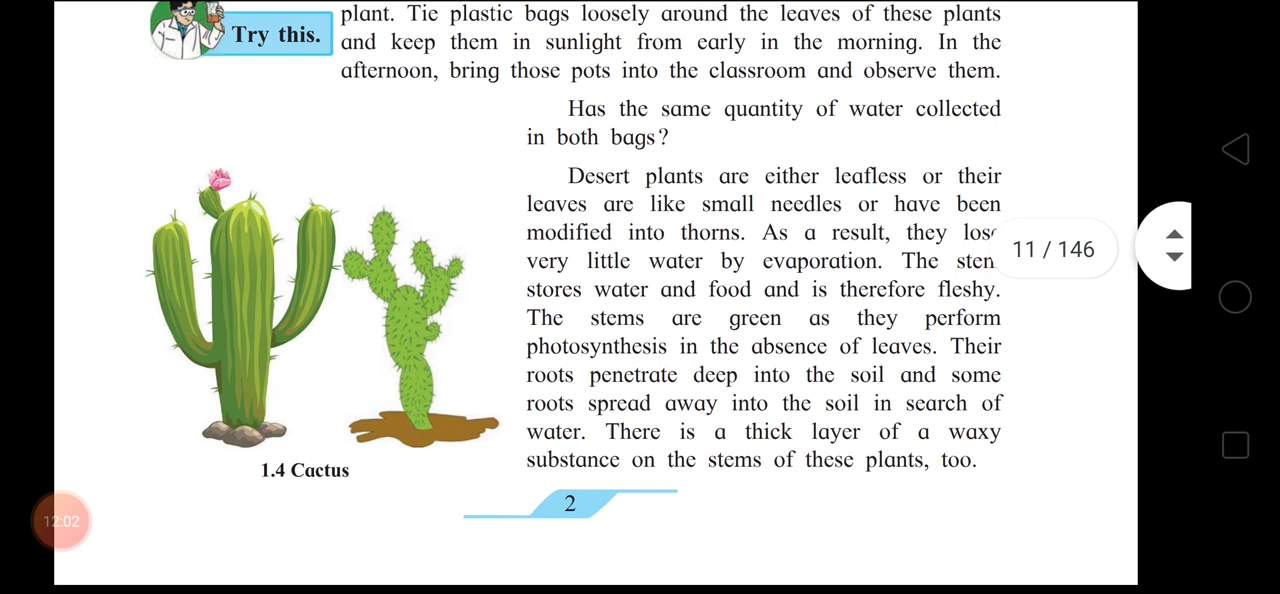 plant. Tie plastic bags loosely around the leaves of these plants
Try this.
and keep them in sunlight from early in the morning. In the
afternoon, bring those pots into the classroom and observe them.
Has the same quantity of water collected
in both bags?
Desert plants are either leafless or their
leaves are like small needles or have been
modified into thorns. As a result, they lose
very little water by evaporation. The stem
stores water and food and is therefore fleshy.
The stems are green as they perform
photosynthesis in the absence of leaves. Their
roots penetrate deep into the soil and some
roots spread away into the soil in search of
water. There is a thick layer of a waxy
substance on the stems of these plants, too.
1.4 Cactus
2
11 / 146
12:02